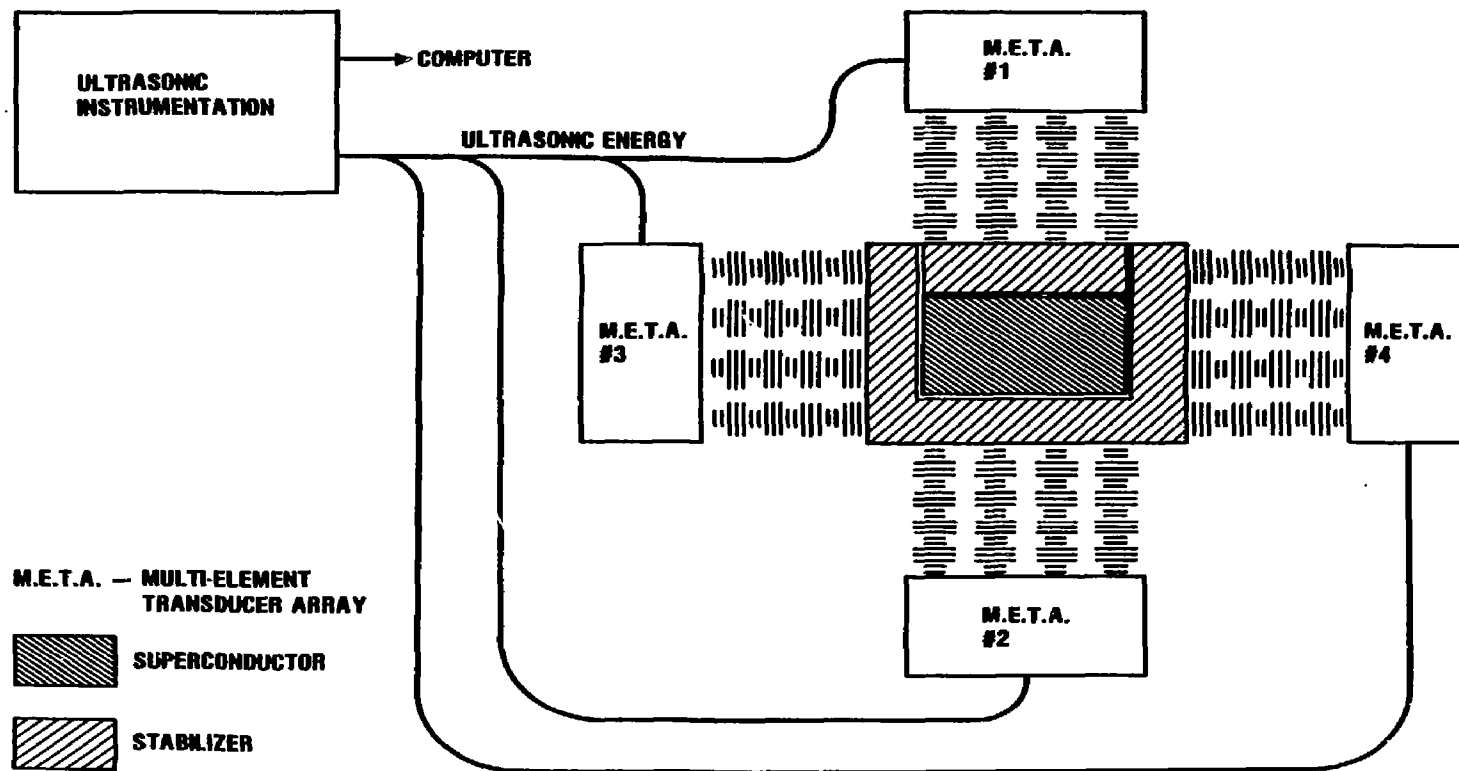 ULTRASONIC
INSTRUMENTATION
COMPUTER
ULTRASONIC ENERGY
M.E.T.A.
#1
M.E.T.A.
#3
M.E.T.A.
#4
M.E.T.A.
#2
M.E.T.A. — MULTI-ELEMENT
TRANSDUCER ARRAY
SUPERCONDUCTOR
STABILIZER